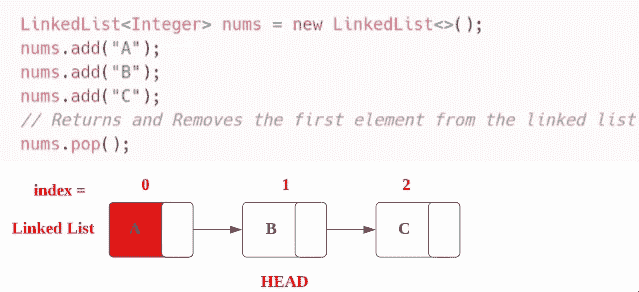 LinkedList<Integer> nums = new LinkedList<>();
nums.add("A");
nums.add("B");
nums.add("C");
// Returns and Removes the first element from the linked list
nums.pop();
index = 0 1 2
Linked List A B C
HEAD